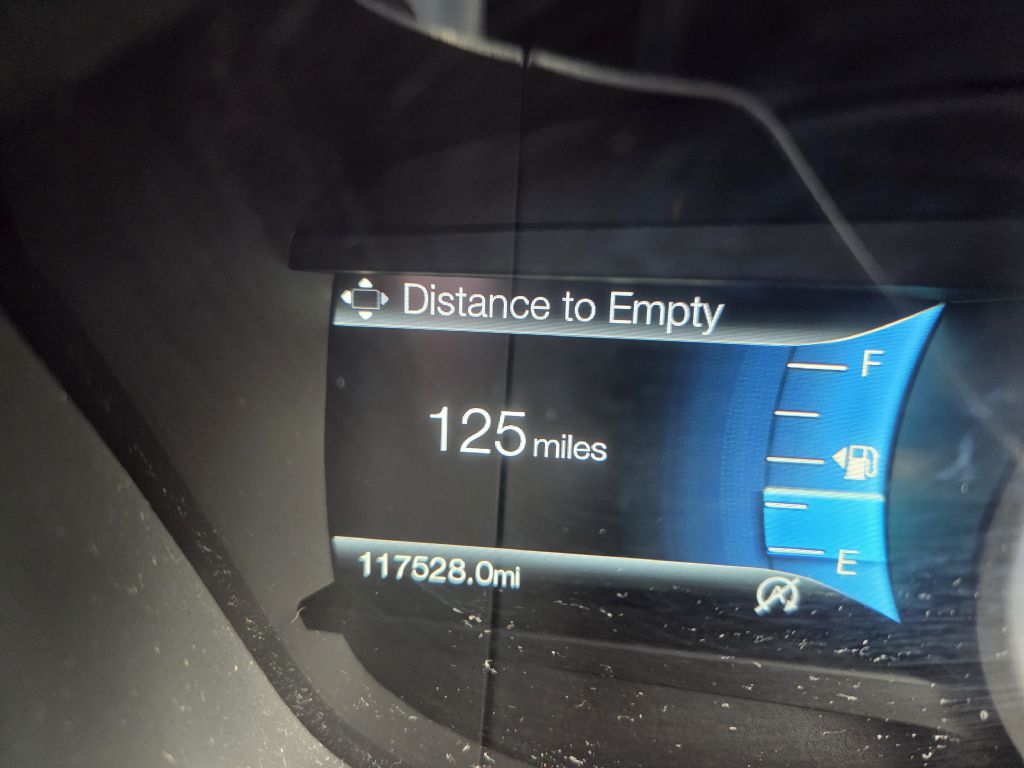 Distance to Empty
F
125 miles
E
117528.0mi